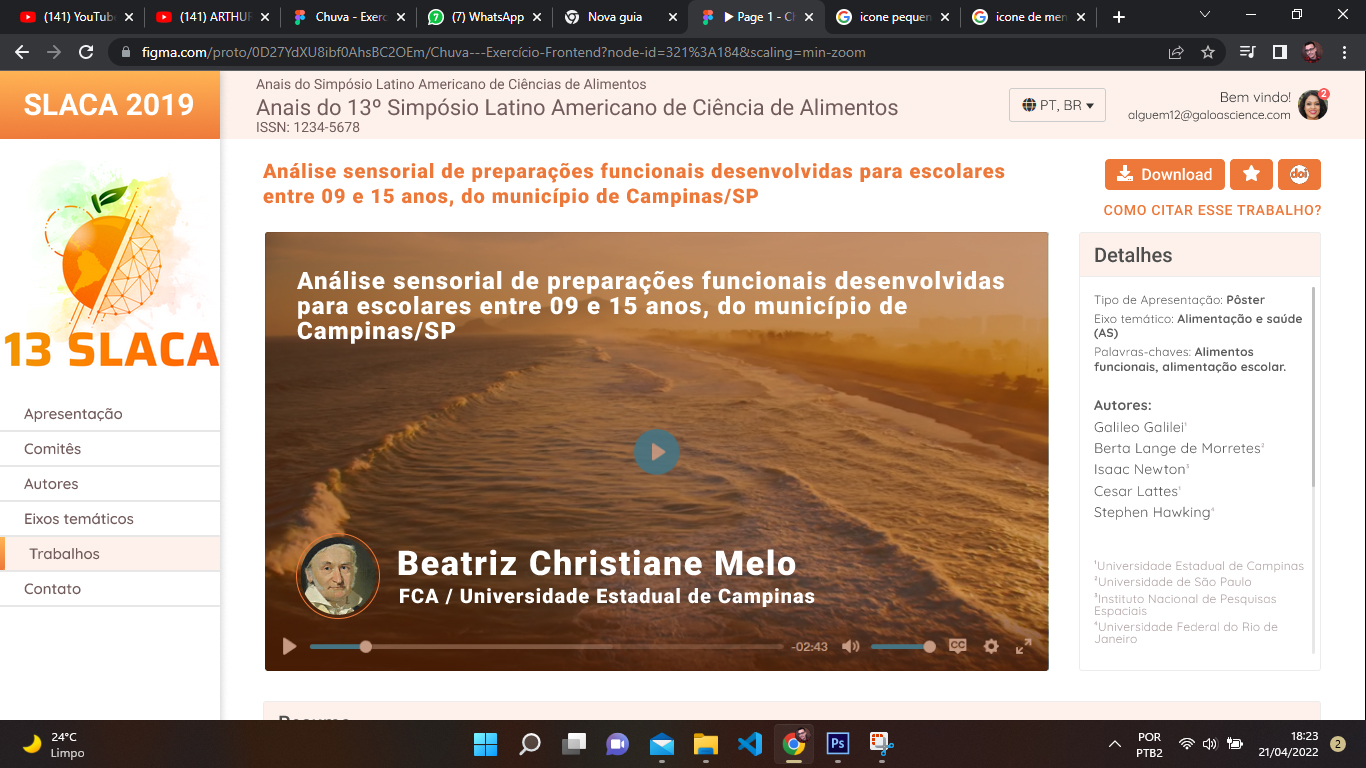 (141) YouTub
(141) ARTHUR
Chuva - Exerc
(7) WhatsApp
Nova guia
▶ Page 1 - C
icone pequen
icone de men
figma.com/proto/0D27YdXU8ibf0AhsBC2OEm/Chuva---Exercício-Frontend?node-id=321%3A184&scaling=min-zoom
SLACA 2019
Anais do Simpósio Latino Americano de Ciências de Alimentos
Anais do 13º Simpósio Latino Americano de Ciência de Alimentos
ISSN: 1234-5678
PT, BR
Bem vindo!
alguem12@galoascience.com
2
13 SLACA
Apresentação
Comitês
Autores
Eixos temáticos
Trabalhos
Contato
Análise sensorial de preparações funcionais desenvolvidas para escolares
entre 09 e 15 anos, do município de Campinas/SP
Download
doi
COMO CITAR ESSE TRABALHO?
Análise sensorial de preparações funcionais desenvolvidas
para escolares entre 09 e 15 anos, do município de
Campinas/SP
Beatriz Christiane Melo
FCA / Universidade Estadual de Campinas
-02:43
CC
Detalhes
Tipo de Apresentação: Pôster
Eixo temático: Alimentação e saúde
(AS)
Palavras-chaves: Alimentos
funcionais, alimentação escolar.
Autores:
Galileo Galilei¹
Berta Lange de Morretes²
Isaac Newton³
Cesar Lattes¹
Stephen Hawking⁴
¹Universidade Estadual de Campinas
²Universidade de São Paulo
³Instituto Nacional de Pesquisas
Espaciais
⁴Universidade Federal do Rio de
Janeiro
Resumo
24°C
Limpo
Ps
POR
PTB2
18:23
21/04/2022
2